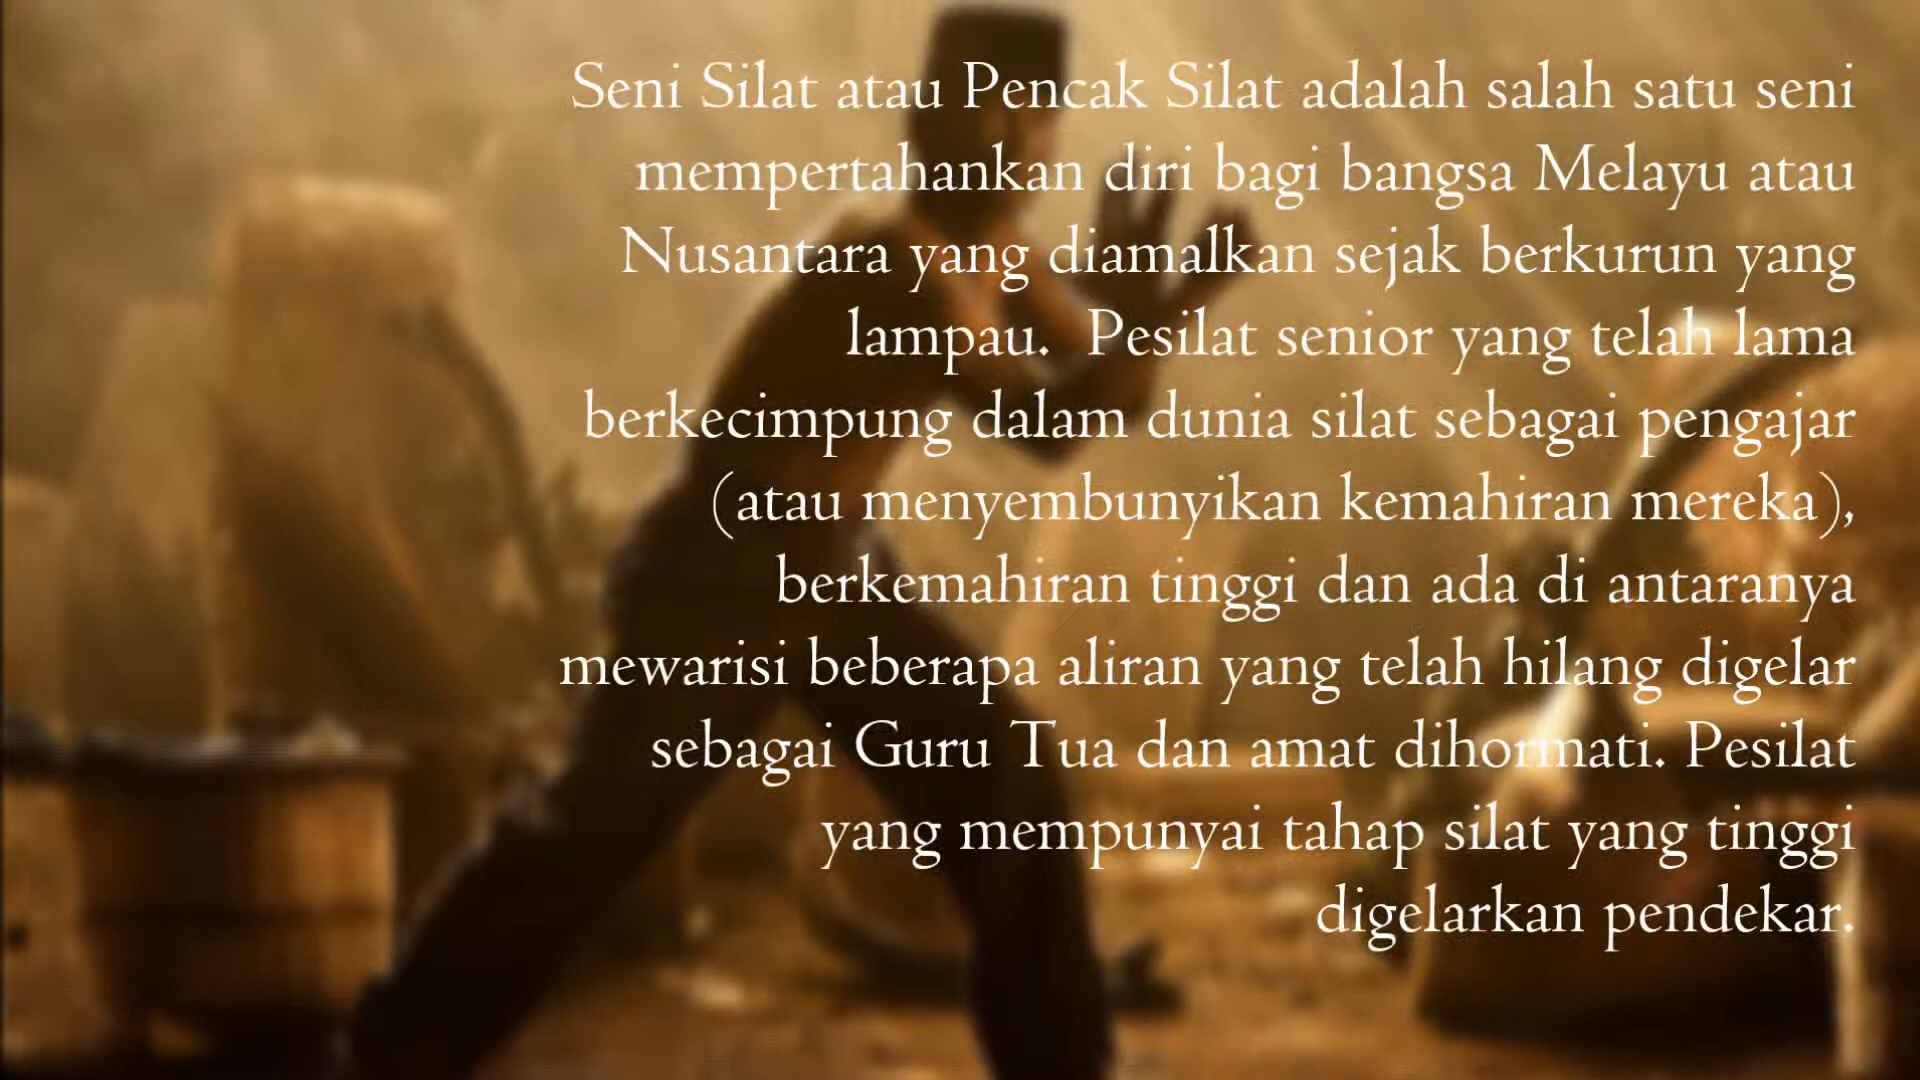 Seni Silat atau Pencak Silat adalah salah satu seni
mempertahankan diri bagi bangsa Melayu atau
Nusantara yang diamalkan sejak berkurun yang
lampau.  Pesilat senior yang telah lama
berkecimpung dalam dunia silat sebagai pengajar
(atau menyembunyikan kemahiran mereka),
berkemahiran tinggi dan ada di antaranya
mewarisi beberapa aliran yang telah hilang digelar
sebagai Guru Tua dan amat dihormati. Pesilat
yang mempunyai tahap silat yang tinggi
digelarkan pendekar.